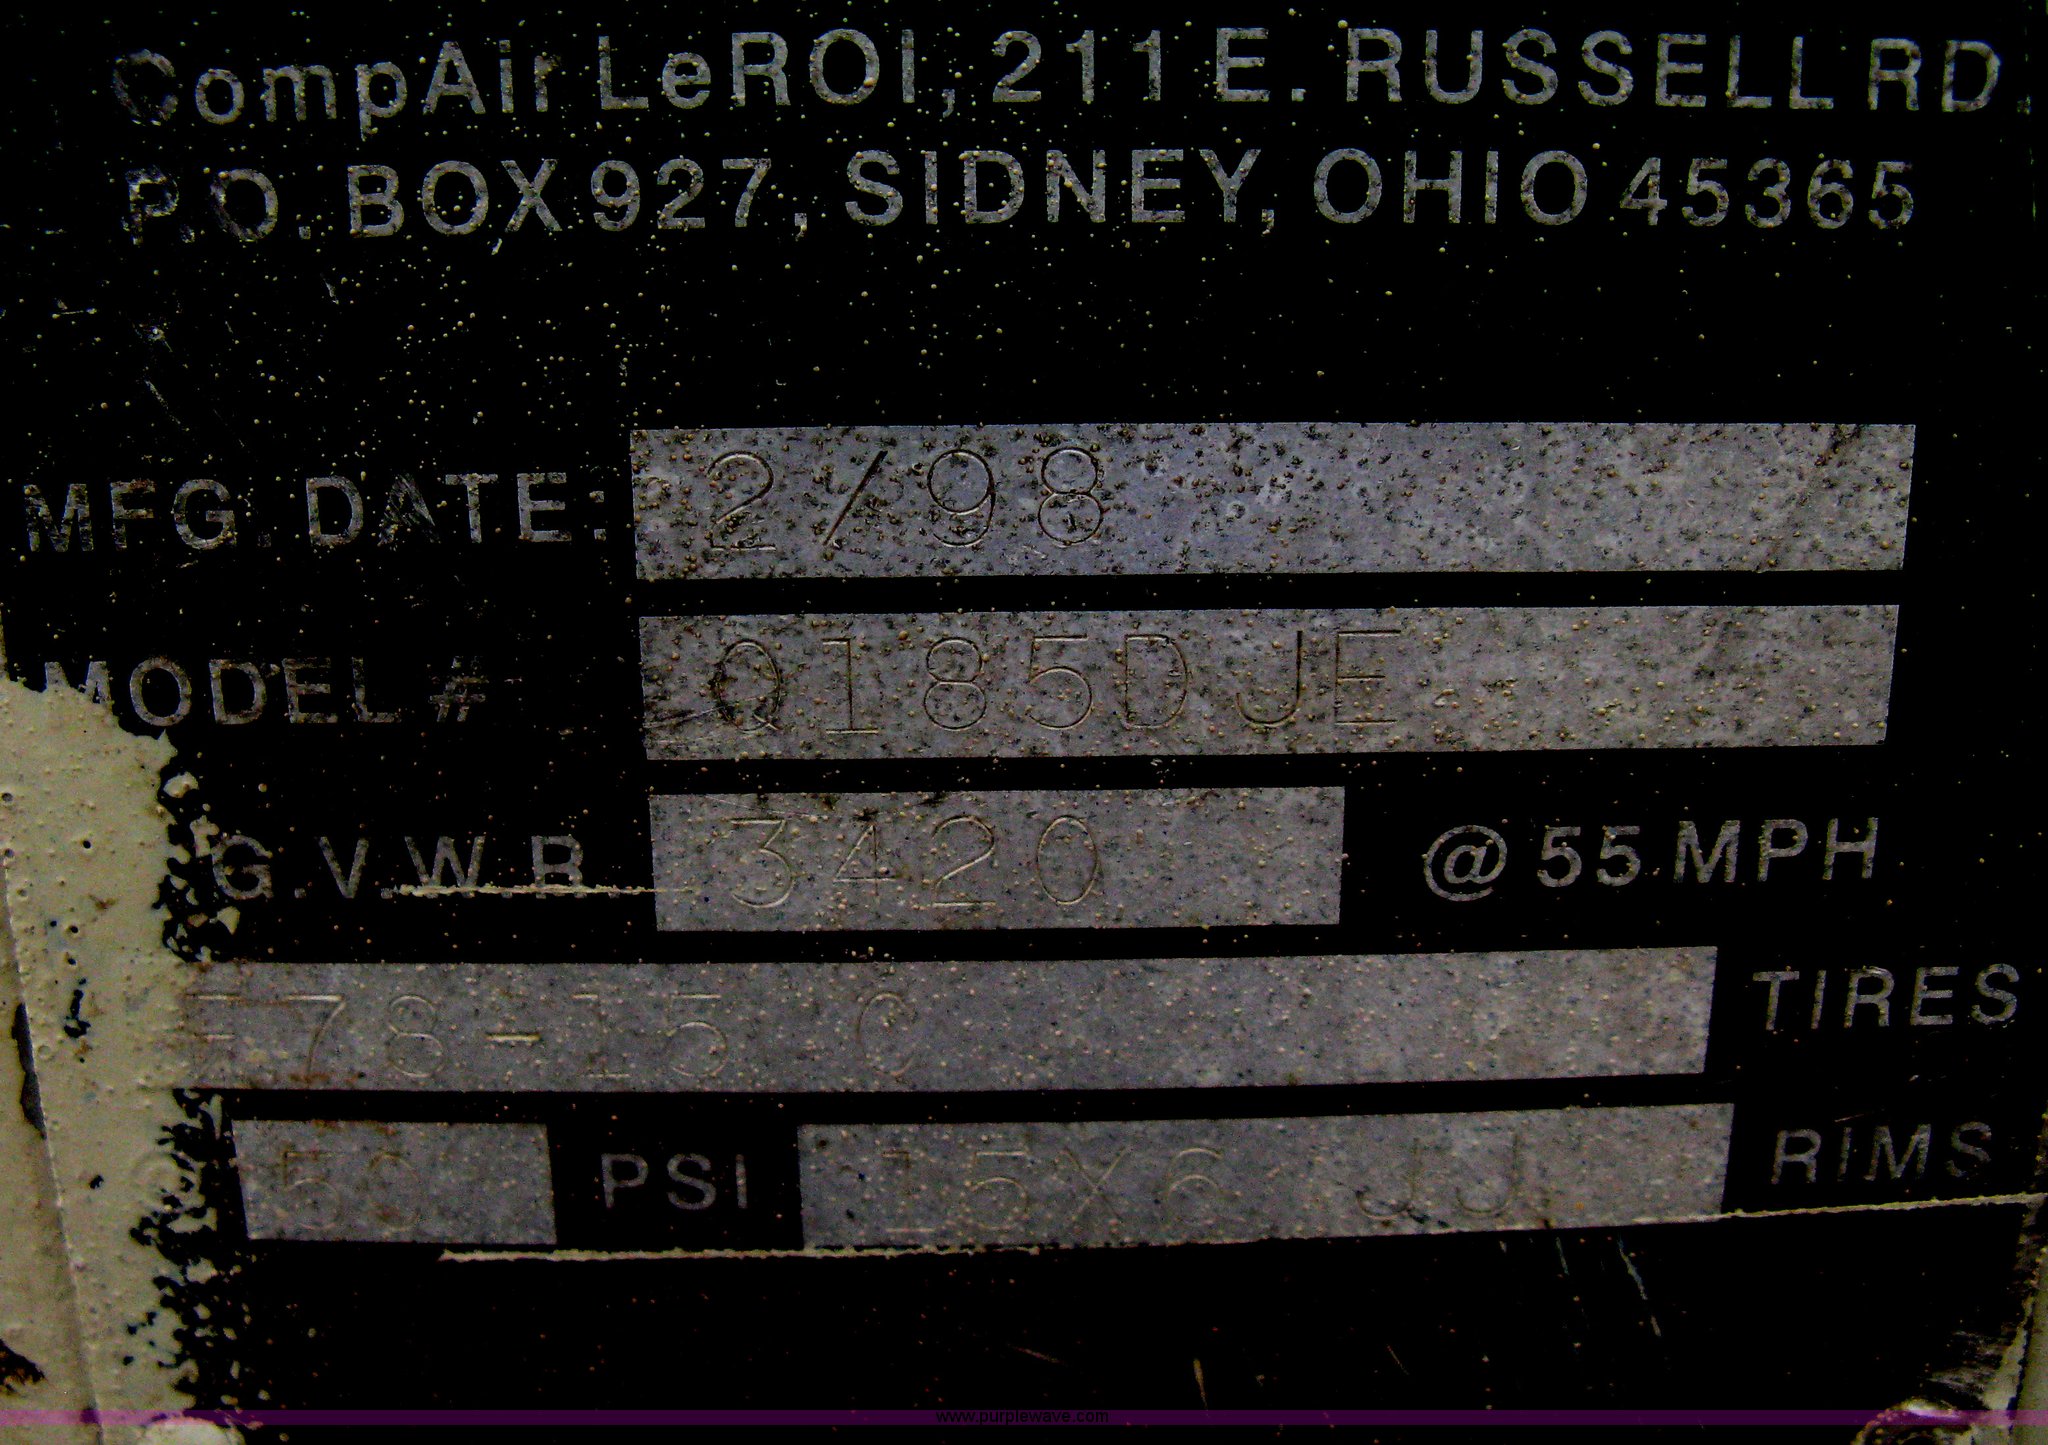 CompAir LeROI, 211 E. RUSSELL RD
P.O. BOX 927, SIDNEY, OHIO 45365
MFG. DATE: 2/98
MODEL # Q185DJE
G.V.W.R. 3420 @ 55 MPH
78-15 C TIRES
50 PSI 15X6 JJ RIMS
www.purplewave.com